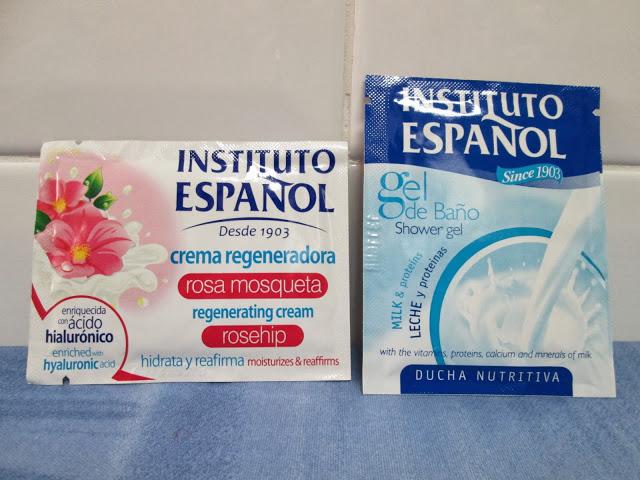 INSTITUTO
ESPAÑOL
Desde 1903
crema regeneradora
rosa mosqueta
regenerating cream
rosehip
hidrata y reafirma moisturizes & reaffirms
enriquecida
con ácido
hialurónico
enriched with
hyaluronic acid
INSTITUTO
ESPAÑOL
Since 1903
gel
de Baño
Shower gel
MILK & proteins
LECHE y proteinas
with the vitamins, proteins, calcium and minerals of milk
DUCHA NUTRITIVA